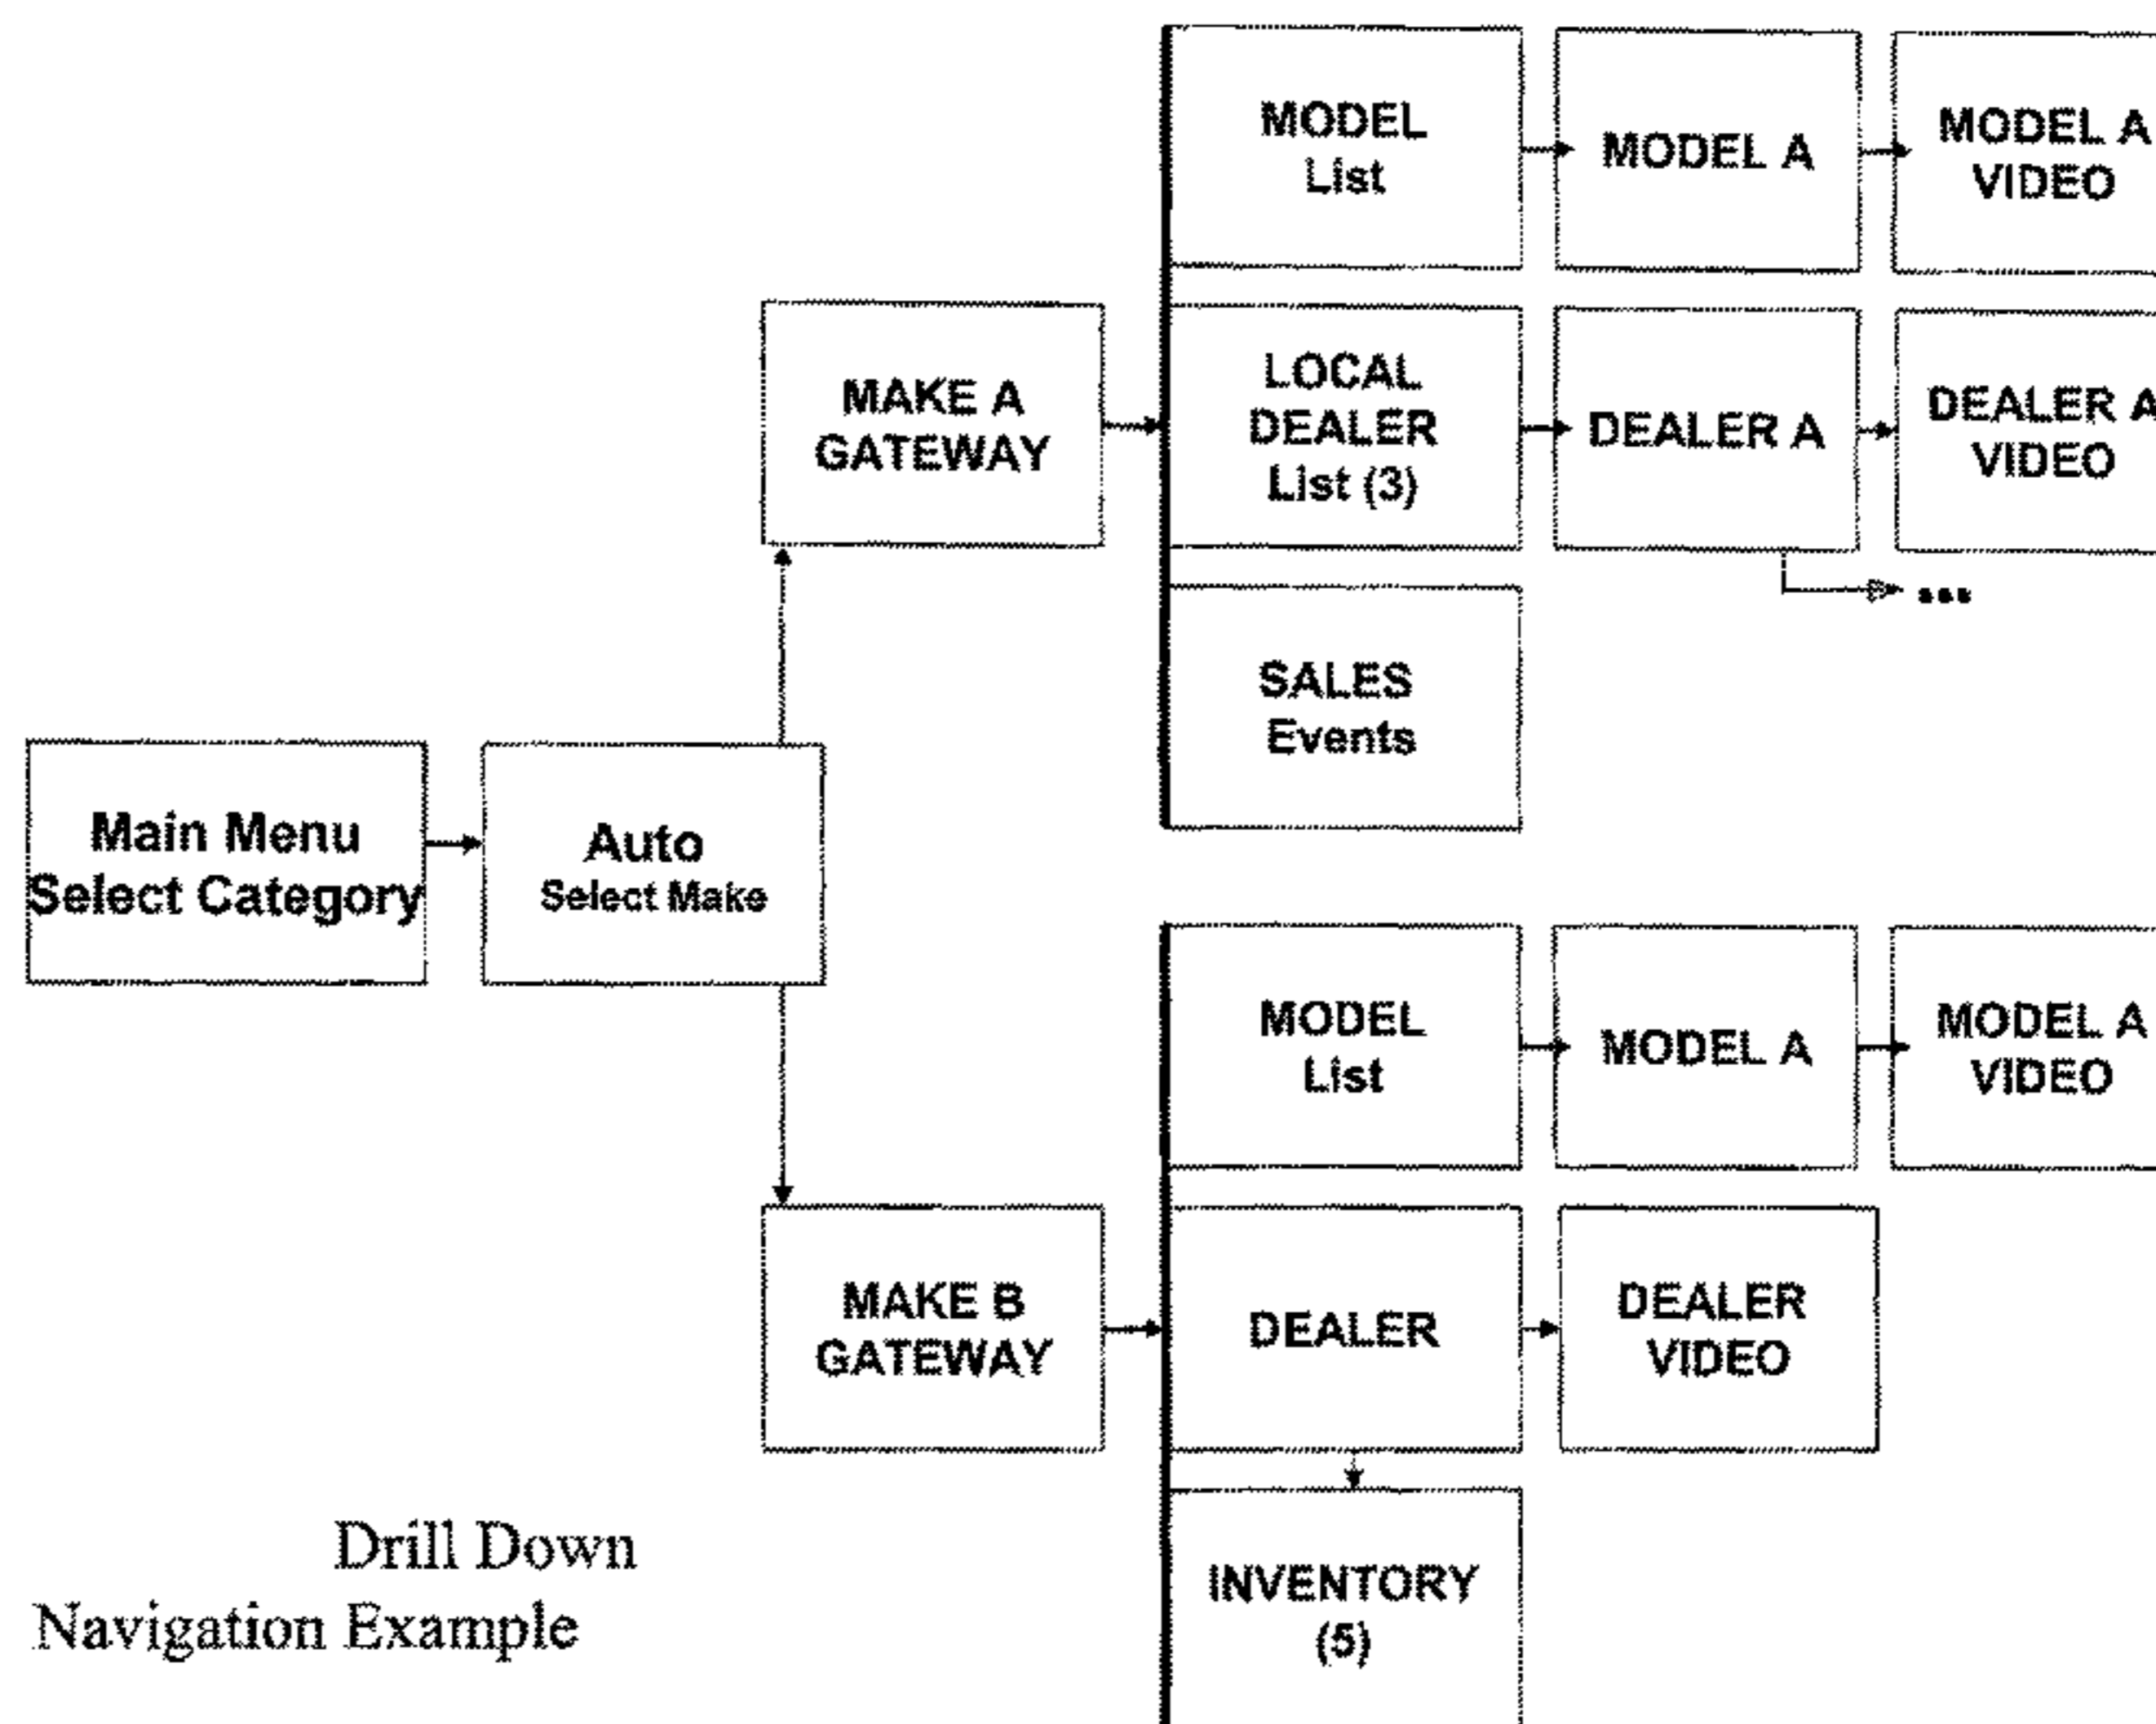 MODEL
List
MODEL A
MODEL A
VIDEO
MAKE A
GATEWAY
LOCAL
DEALER
List (3)
DEALER A
DEALER A
VIDEO
...
SALES
Events
Main Menu
Select Category
Auto
Select Make
MODEL
List
MODEL A
MODEL A
VIDEO
MAKE B
GATEWAY
DEALER
DEALER
VIDEO
INVENTORY
(5)
Drill Down
Navigation Example